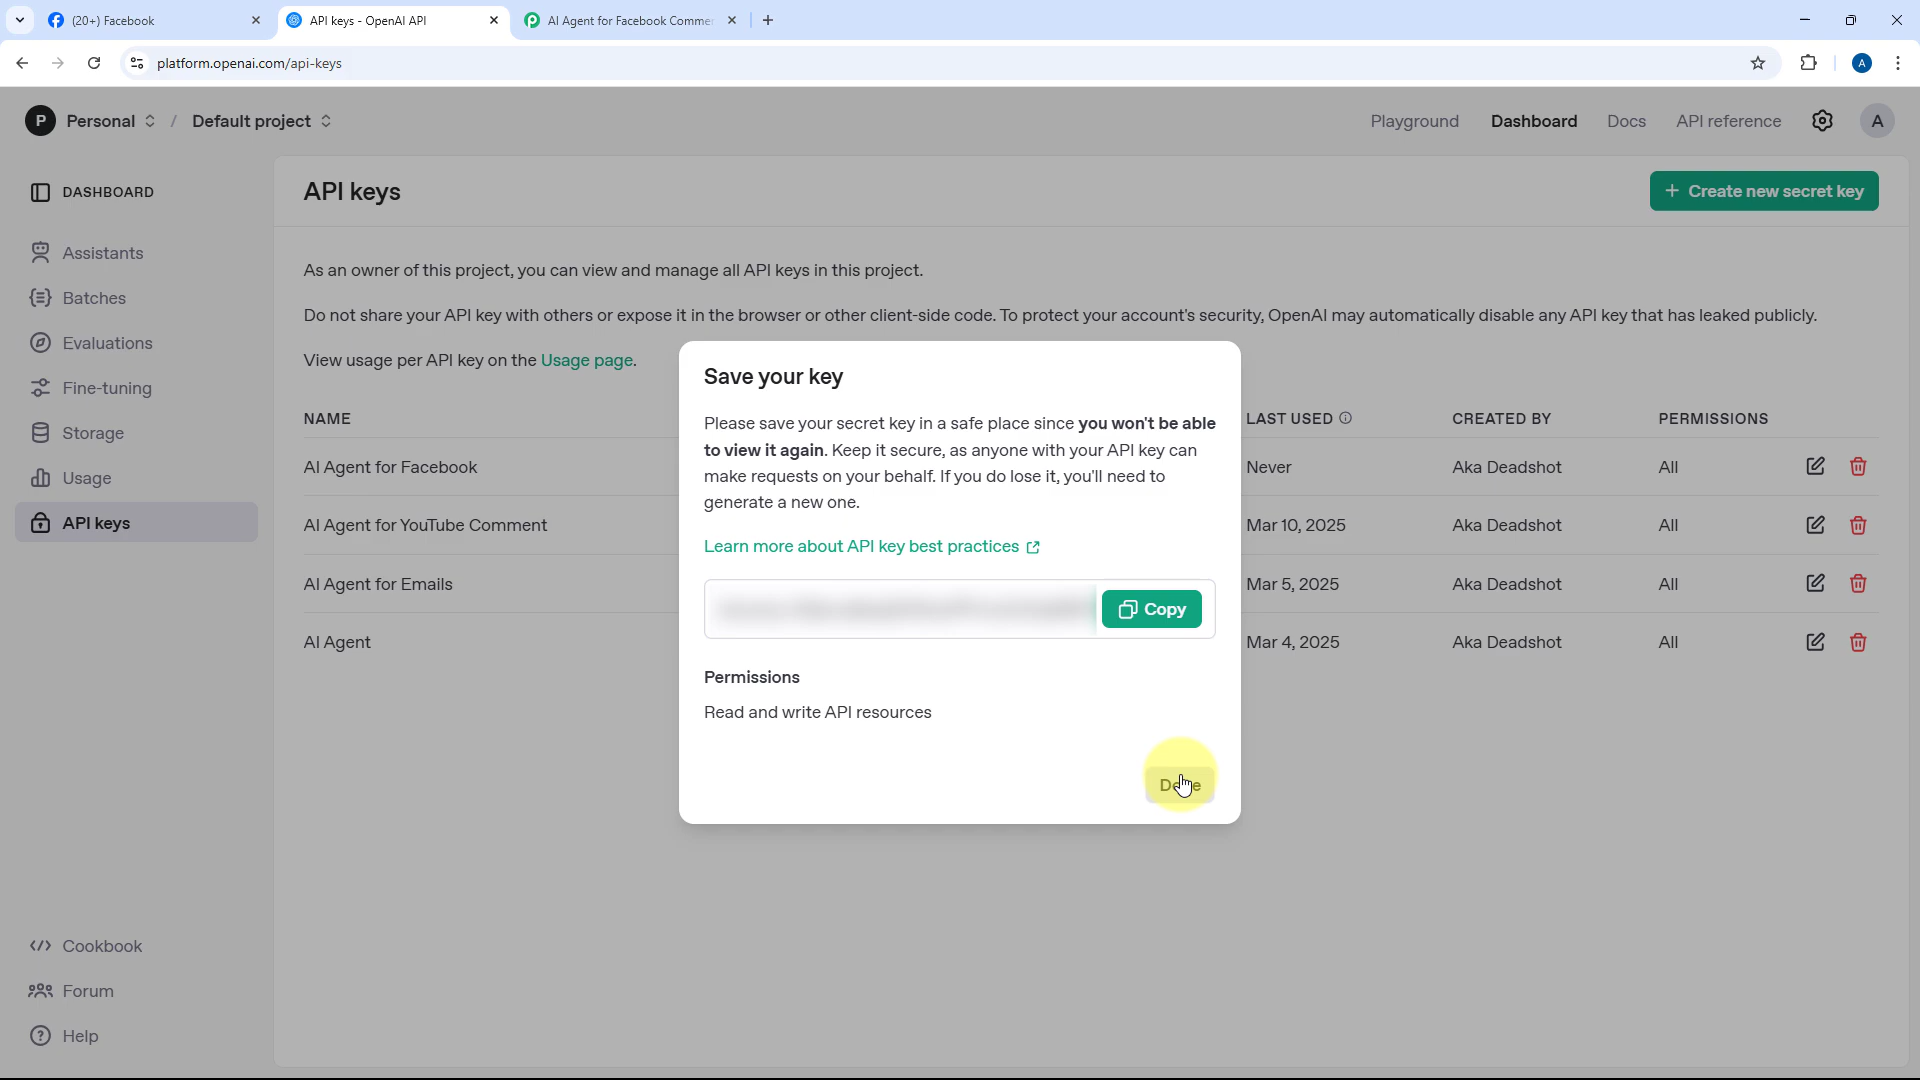 (20+) Facebook
API keys - OpenAI API
AI Agent for Facebook Commer
platform.openai.com/api-keys
A
P
Personal / Default project
Playground
Dashboard
Docs
API reference
A
DASHBOARD
Assistants
Batches
Evaluations
Fine-tuning
Storage
Usage
API keys
Cookbook
Forum
Help
API keys
+ Create new secret key
As an owner of this project, you can view and manage all API keys in this project.
Do not share your API key with others or expose it in the browser or other client-side code. To protect your account's security, OpenAI may automatically disable any API key that has leaked publicly.
View usage per API key on the Usage page.
NAME LAST USED CREATED BY PERMISSIONS
AI Agent for Facebook Never Aka Deadshot All
AI Agent for YouTube Comment Mar 10, 2025 Aka Deadshot All
AI Agent for Emails Mar 5, 2025 Aka Deadshot All
AI Agent Mar 4, 2025 Aka Deadshot All
Save your key
Please save your secret key in a safe place since you won't be able
to view it again. Keep it secure, as anyone with your API key can
make requests on your behalf. If you do lose it, you'll need to
generate a new one.
Learn more about API key best practices
Copy
Permissions
Read and write API resources